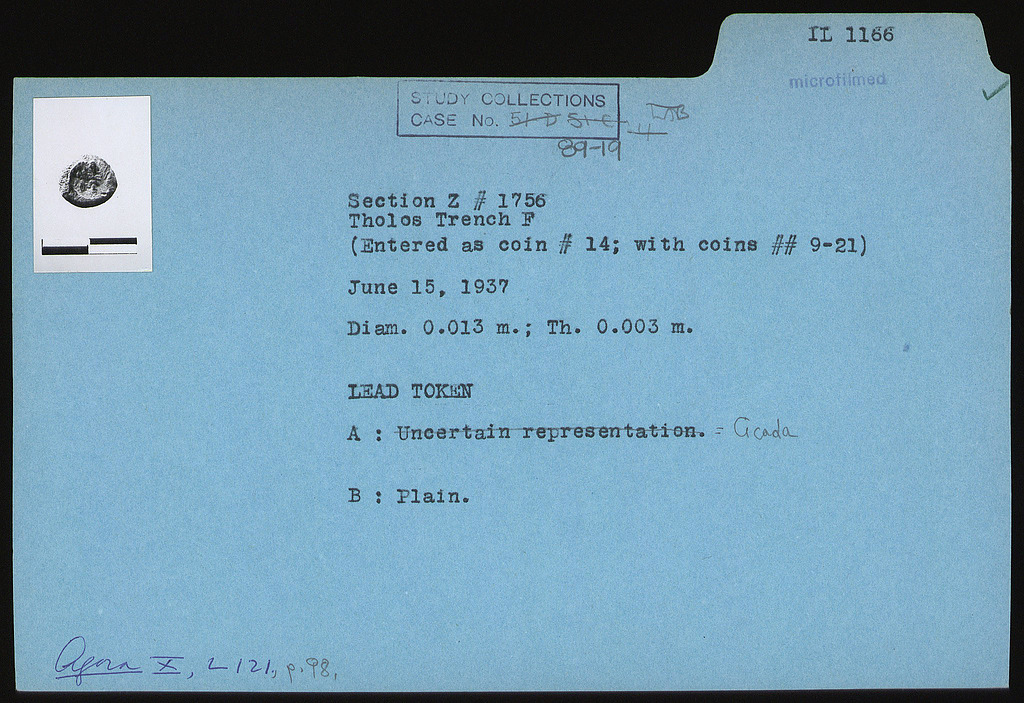 IL 1166
microfilmed
STUDY COLLECTIONS
CASE No. 51-D 51-E
89-19
Section Z # 1756
Tholos Trench F
(Entered as coin # 14; with coins ## 9-21)
June 15, 1937
Diam. 0.013 m.; Th. 0.003 m.
LEAD TOKEN
A : Uncertain representation. = Cicada
B : Plain.
Agora X, L 121, p. 98,